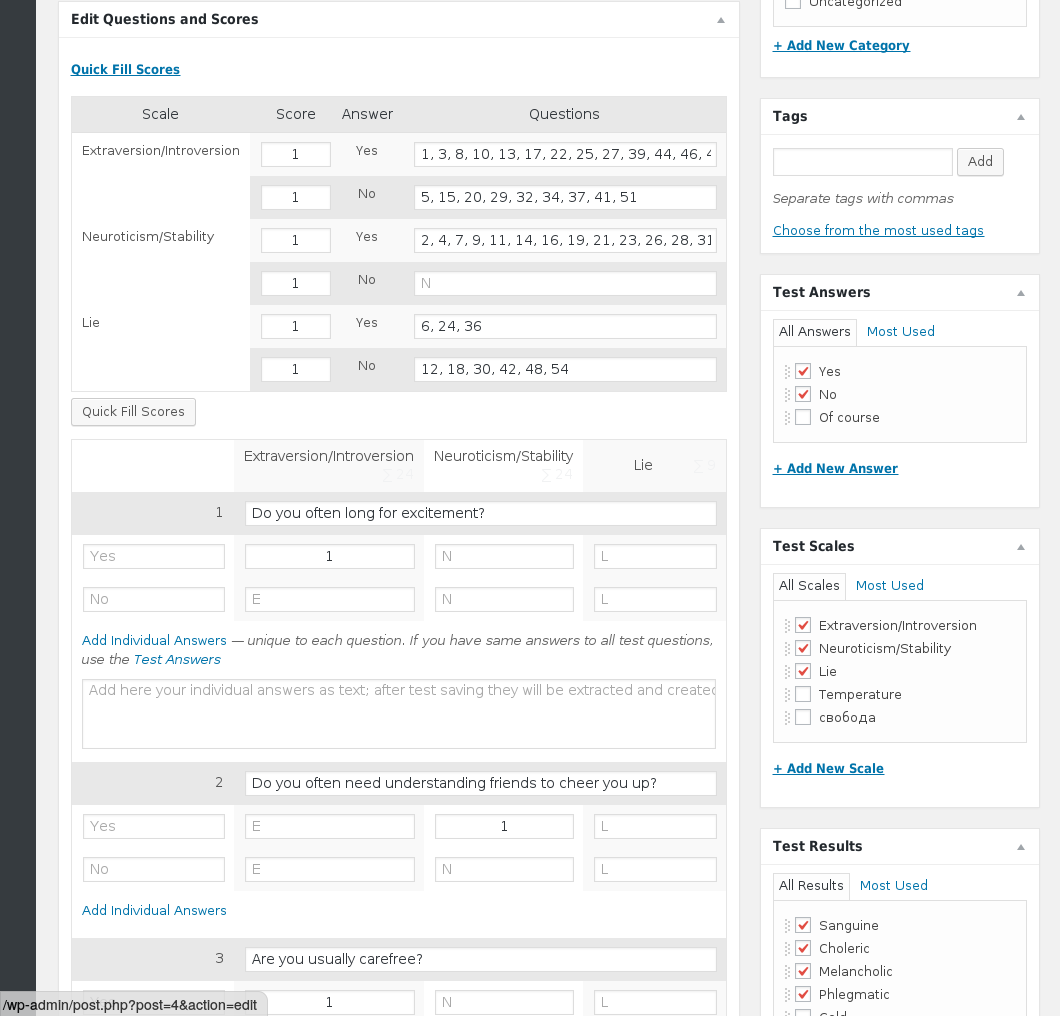 Edit Questions and Scores
Quick Fill Scores
Scale Score Answer Questions
Extraversion/Introversion 1 Yes 1, 3, 8, 10, 13, 17, 22, 25, 27, 39, 44, 46,
1 No 5, 15, 20, 29, 32, 34, 37, 41, 51
Neuroticism/Stability 1 Yes 2, 4, 7, 9, 11, 14, 16, 19, 21, 23, 26, 28, 31
1 No N
Lie 1 Yes 6, 24, 36
1 No 12, 18, 30, 42, 48, 54
Quick Fill Scores
Extraversion/Introversion Neuroticism/Stability Lie
∑ 24 ∑ 24 ∑ 9
1 Do you often long for excitement?
Yes 1 N L
No E N L
Add Individual Answers — unique to each question. If you have same answers to all test questions,
use the Test Answers
Add here your individual answers as text; after test saving they will be extracted and created
2 Do you often need understanding friends to cheer you up?
Yes E 1 L
No E N L
Add Individual Answers
3 Are you usually carefree?
1 N L
/wp-admin/post.php?post=4&action=edit
Uncategorized
+ Add New Category
Tags
Add
Separate tags with commas
Choose from the most used tags
Test Answers
All Answers Most Used
Yes
No
Of course
+ Add New Answer
Test Scales
All Scales Most Used
Extraversion/Introversion
Neuroticism/Stability
Lie
Temperature
свобода
+ Add New Scale
Test Results
All Results Most Used
Sanguine
Choleric
Melancholic
Phlegmatic